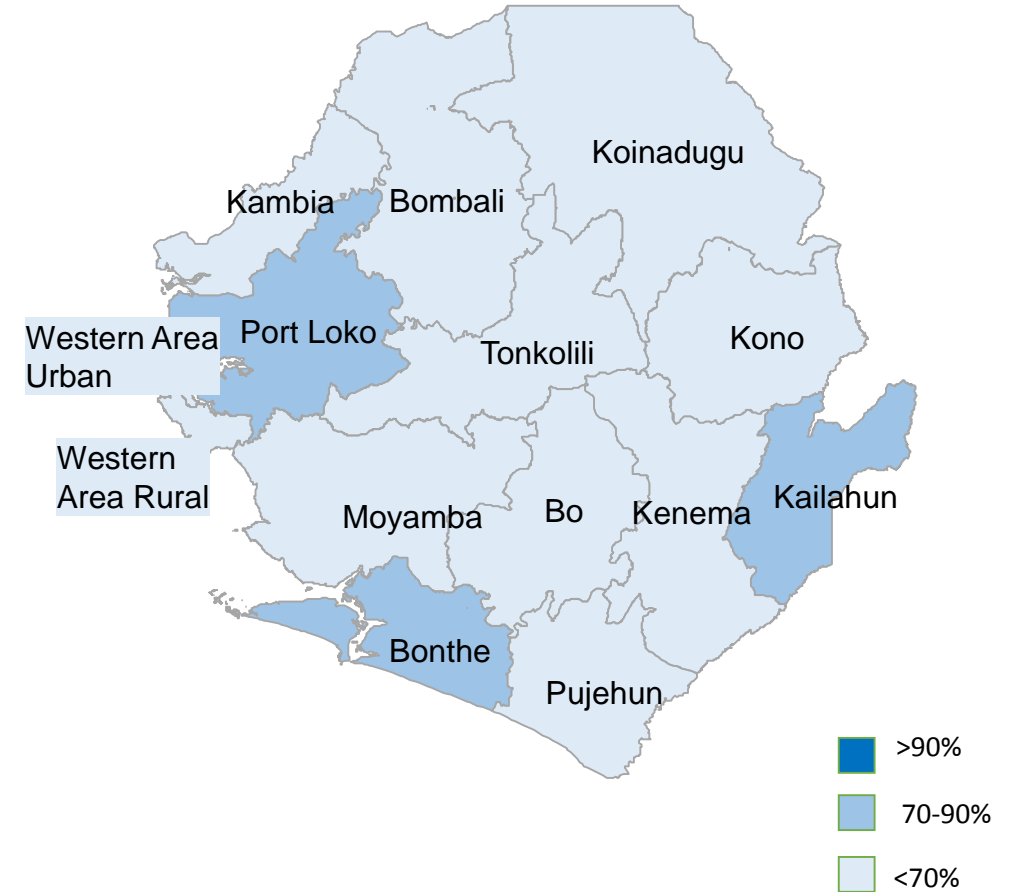 Koinadugu
Kambia
Bombali
Western Area
Urban
Port Loko
Tonkolili
Kono
Western
Area Rural
Moyamba
Bo
Kenema
Kailahun
Bonthe
Pujehun
>90%
70-90%
<70%